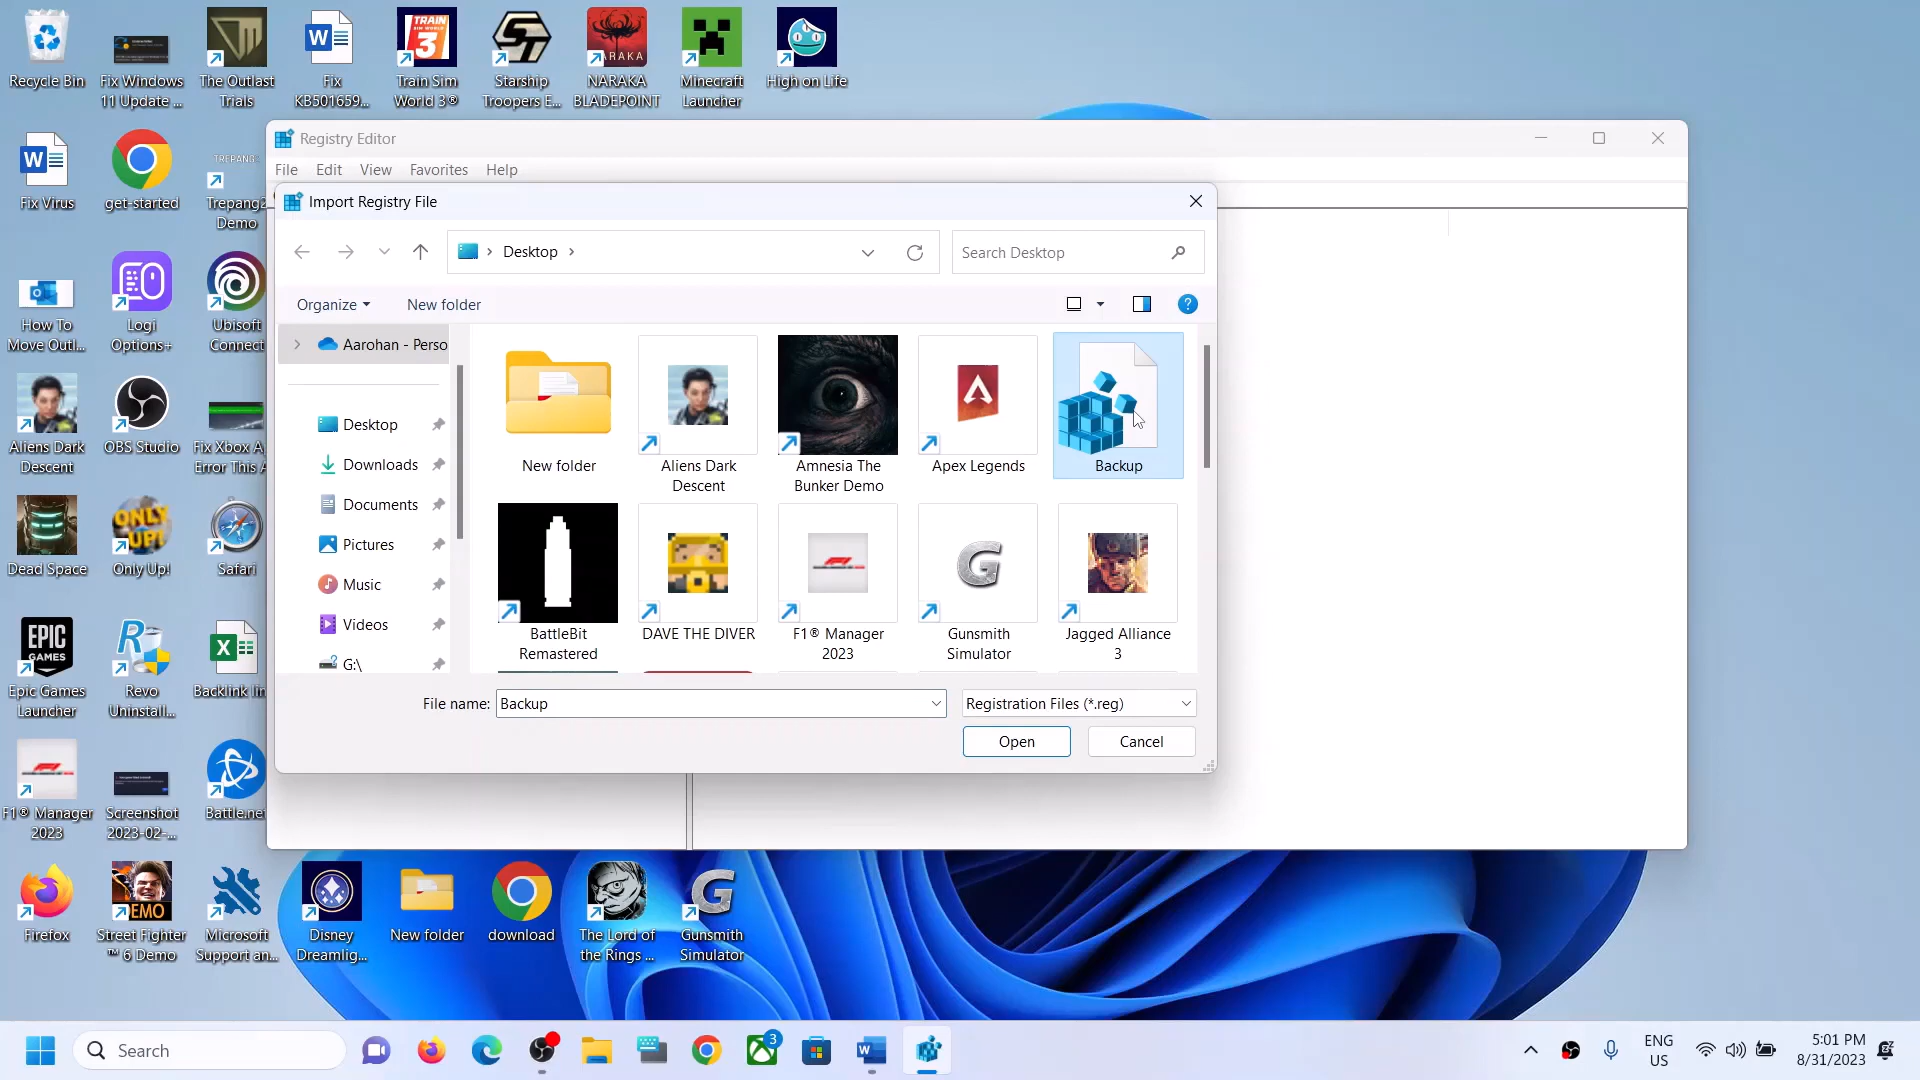 Recycle Bin
Fix Windows
11 Update ...
The Outlast
Trials
Fix
KB501659...
TRAIN
SIM WORLD
3
Train Sim
World 3®
Starship
Troopers E...
NARAKA
BLADEPOINT
Minecraft
Launcher
High on Life
Fix Virus
get-started
TREPANG2
Trepang2
Demo
How To
Move Outl...
Logi
Options+
Ubisoft
Connect
Aliens Dark
Descent
OBS Studio
Fix Xbox A
Error This A
Dead Space
ONLY
UP!
Only Up!
Safari
EPIC
GAMES
Epic Games
Launcher
Revo
Uninstall...
Backlink lin
F1® Manager
2023
Screenshot
2023-02-...
Battle.net
Firefox
DEMO
Street Fighter
™ 6 Demo
Microsoft
Support an...
Disney
Dreamlig...
New folder
download
The Lord of
the Rings ...
Gunsmith
Simulator
Registry Editor
File Edit View Favorites Help
Import Registry File
Desktop
Search Desktop
Organize
New folder
Aarohan - Perso
Desktop
Downloads
Documents
Pictures
Music
Videos
G:\
New folder
Aliens Dark
Descent
Amnesia The
Bunker Demo
Apex Legends
Backup
BattleBit
Remastered
DAVE THE DIVER
F1® Manager
2023
Gunsmith
Simulator
Jagged Alliance
3
File name: Backup
Registration Files (*.reg)
Open
Cancel
Search
3
ENG
US
5:01 PM
8/31/2023